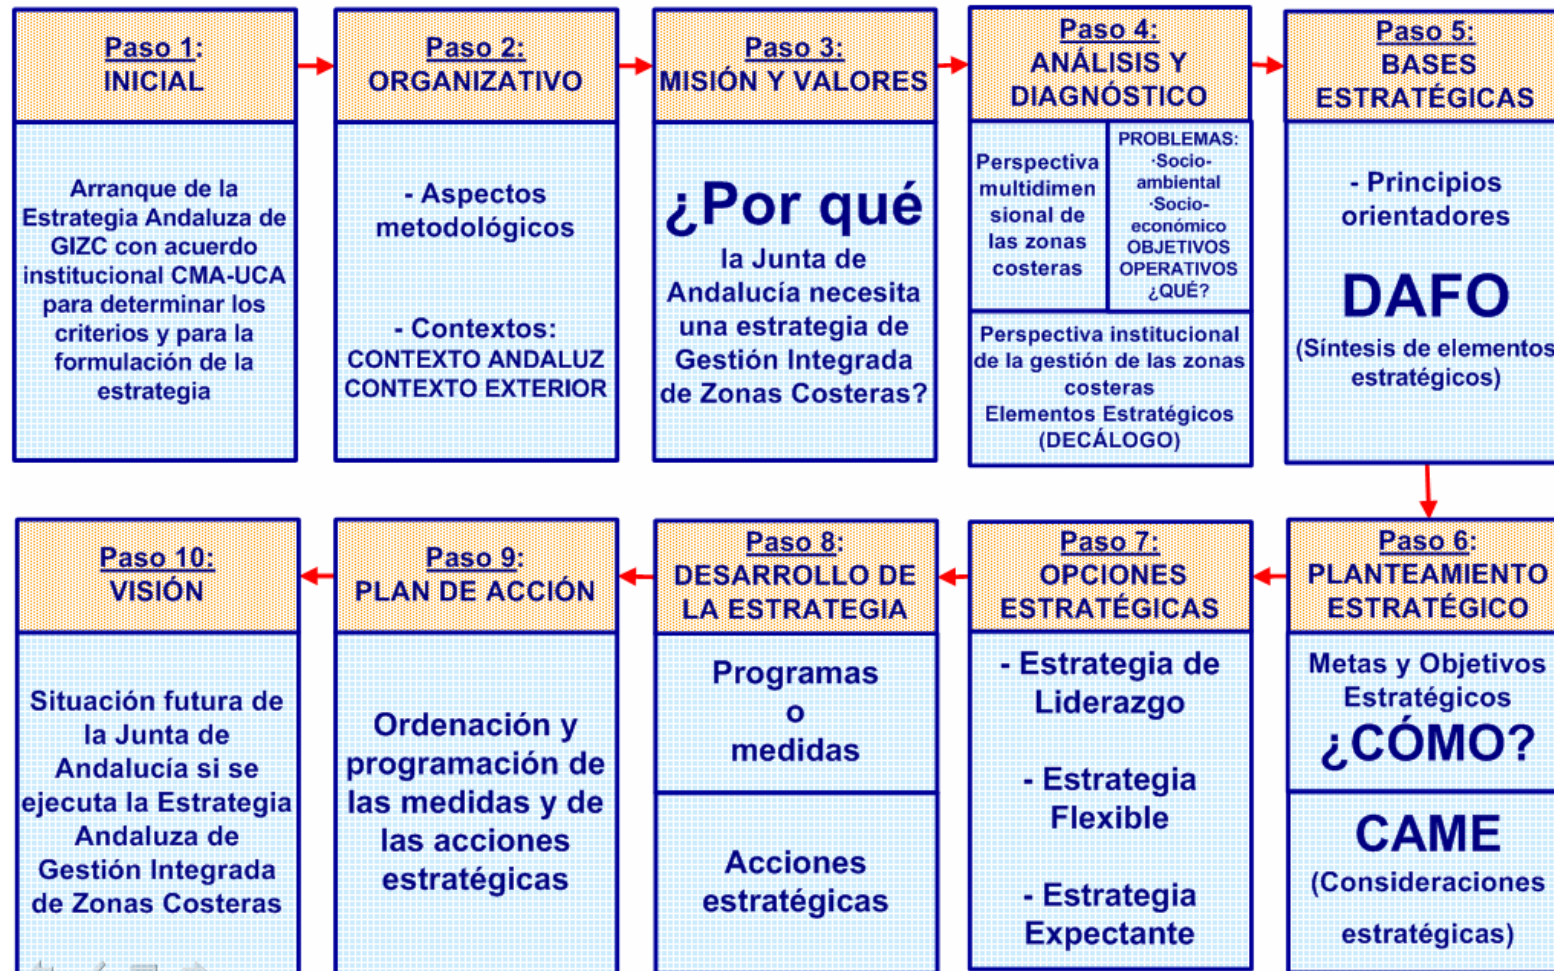 Paso 1:
INICIAL
Arranque de la
Estrategia Andaluza de
GIZC con acuerdo
institucional CMA-UCA
para determinar los
criterios y para la
formulación de la
estrategia
Paso 2:
ORGANIZATIVO
- Aspectos
metodológicos
- Contextos:
CONTEXTO ANDALUZ
CONTEXTO EXTERIOR
Paso 3:
MISIÓN Y VALORES
¿Por qué
la Junta de
Andalucía necesita
una estrategia de
Gestión Integrada
de Zonas Costeras?
Paso 4:
ANÁLISIS Y
DIAGNÓSTICO
Perspectiva
multidimen
sional de
las zonas
costeras
PROBLEMAS:
·Socio-
ambiental
·Socio-
económico
OBJETIVOS
OPERATIVOS
¿QUÉ?
Perspectiva institucional
de la gestión de las zonas
costeras
Elementos Estratégicos
(DECÁLOGO)
Paso 5:
BASES
ESTRATÉGICAS
- Principios
orientadores
DAFO
(Síntesis de elementos
estratégicos)
Paso 6:
PLANTEAMIENTO
ESTRATÉGICO
Metas y Objetivos
Estratégicos
¿CÓMO?
CAME
(Consideraciones
estratégicas)
Paso 7:
OPCIONES
ESTRATÉGICAS
- Estrategia de
Liderazgo
- Estrategia
Flexible
- Estrategia
Expectante
Paso 8:
DESARROLLO DE
LA ESTRATEGIA
Programas
o
medidas
Acciones
estratégicas
Paso 9:
PLAN DE ACCIÓN
Ordenación y
programación de
las medidas y de
las acciones
estratégicas
Paso 10:
VISIÓN
Situación futura de
la Junta de
Andalucía si se
ejecuta la Estrategia
Andaluza de
Gestión Integrada
de Zonas Costeras